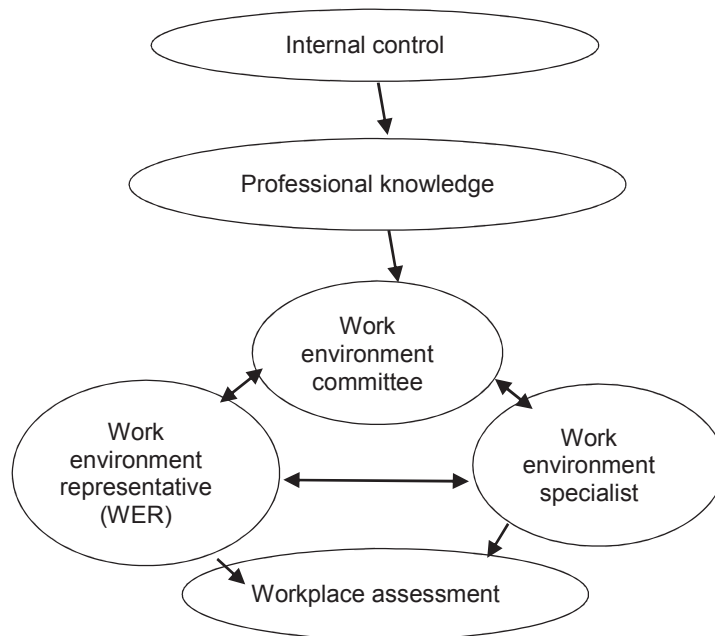 Internal control
Professional knowledge
Work
environment
committee
Work
environment
representative
(WER)
Work
environment
specialist
Workplace assessment